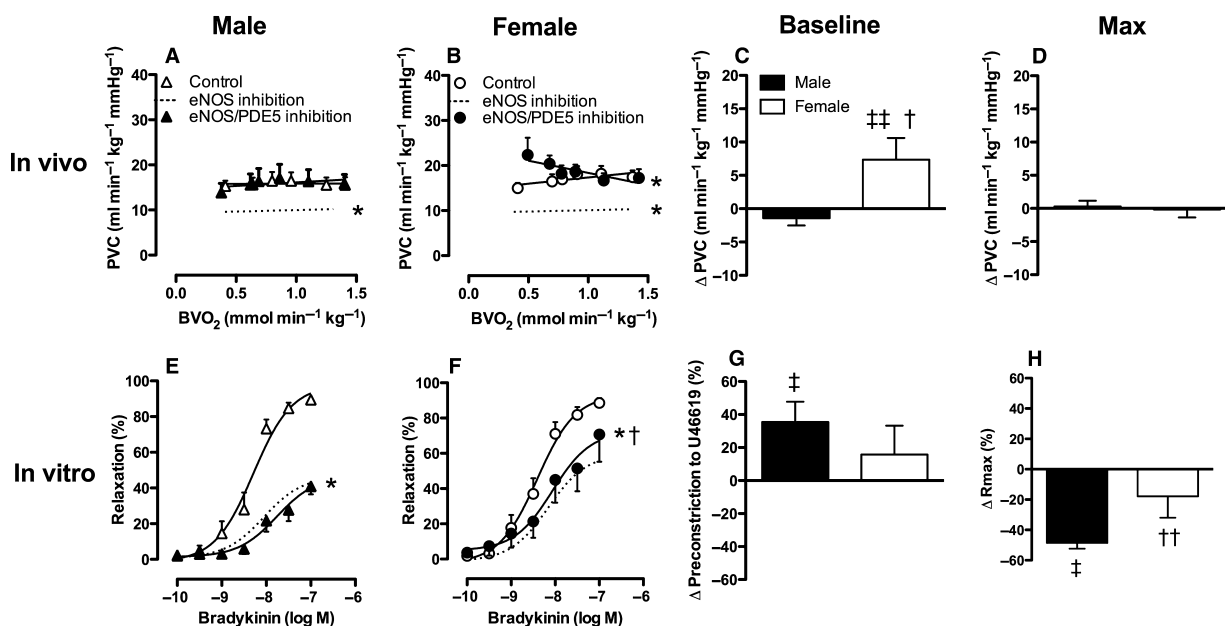 Male
Female
Baseline
Max
In vivo
In vitro
A
PVC (ml min–1 kg–1 mmHg–1)
40
30
20
10
0
Control
eNOS inhibition
eNOS/PDE5 inhibition
*
0.0 0.5 1.0 1.5
BVO2 (mmol min–1 kg–1)
B
PVC (ml min–1 kg–1 mmHg–1)
40
30
20
10
0
Control
eNOS inhibition
eNOS/PDE5 inhibition
*
*
0.0 0.5 1.0 1.5
BVO2 (mmol min–1 kg–1)
C
Δ PVC (ml min–1 kg–1 mmHg–1)
20
15
10
5
0
–5
–10
Male
Female
‡‡ †
D
Δ PVC (ml min–1 kg–1 mmHg–1)
20
15
10
5
0
–5
–10
E
Relaxation (%)
100
80
60
40
20
0
*
–10 –9 –8 –7 –6
Bradykinin (log M)
F
Relaxation (%)
100
80
60
40
20
0
* †
–10 –9 –8 –7 –6
Bradykinin (log M)
G
Δ Preconstriction to U46619 (%)
60
40
20
0
–20
–40
–60
‡
H
Δ Rmax (%)
60
40
20
0
–20
–40
–60
‡
††